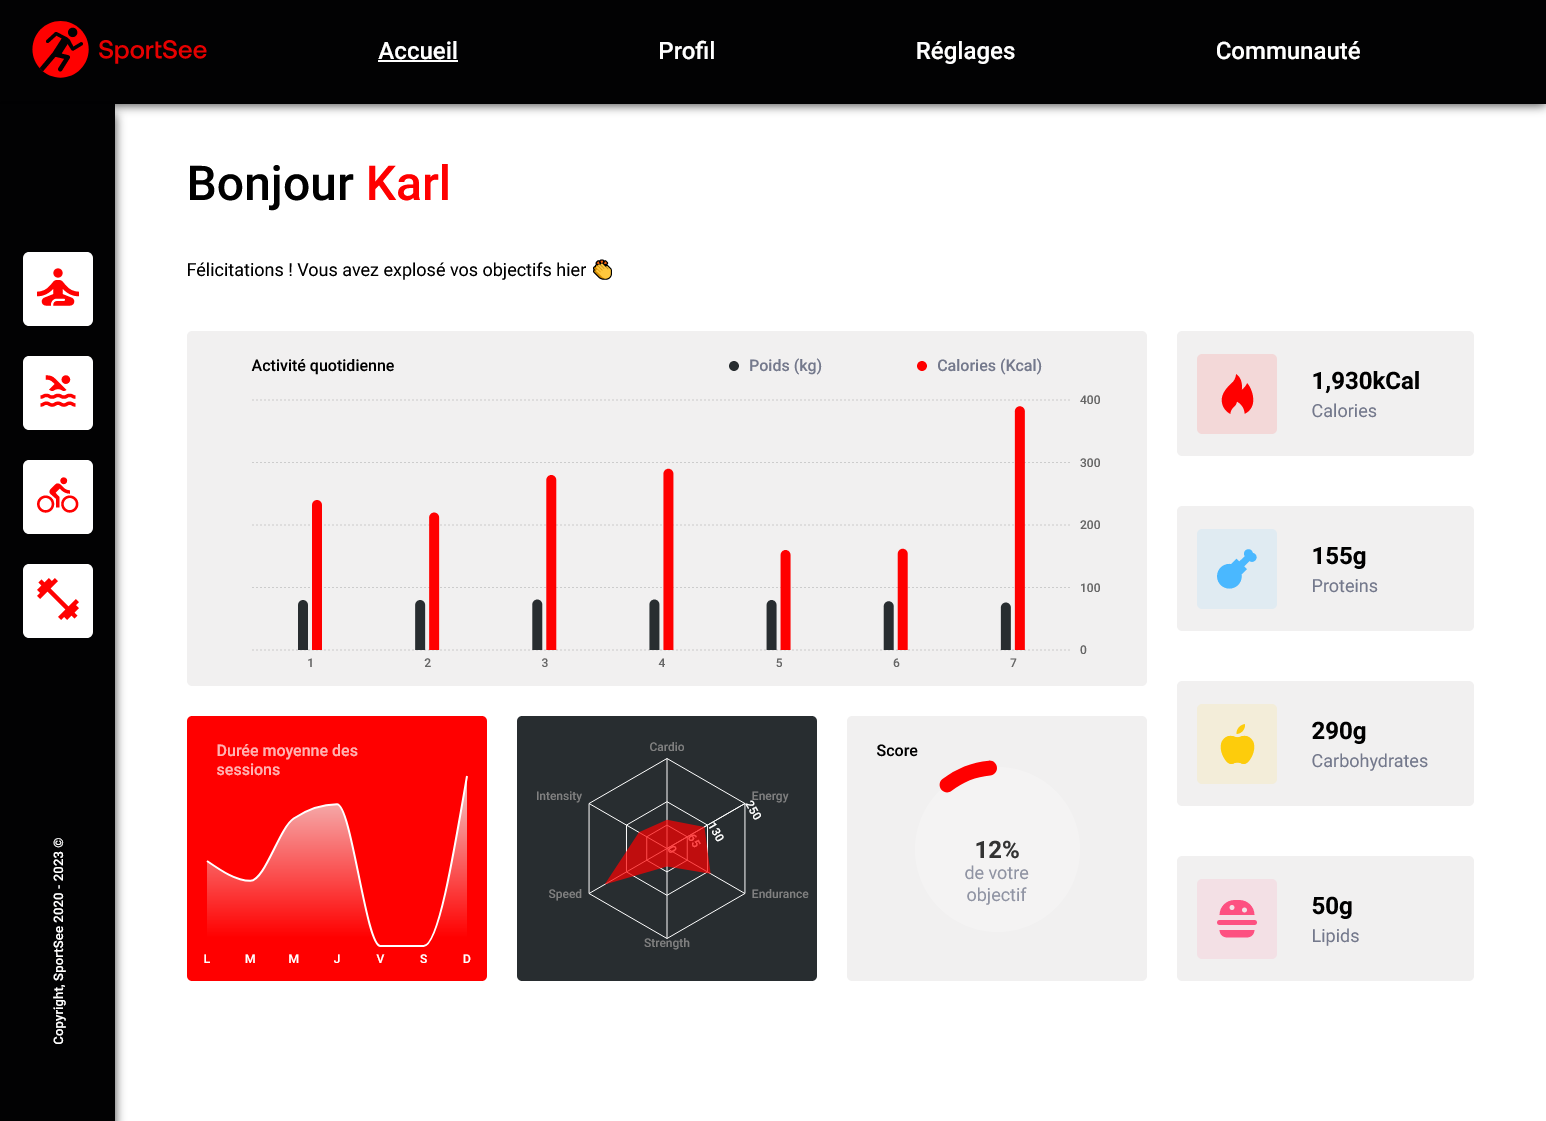 SportSee
Accueil
Profil
Réglages
Communauté
Bonjour Karl
Félicitations ! Vous avez explosé vos objectifs hier 👏
Activité quotidienne
Poids (kg)
Calories (Kcal)
400
300
200
100
0
1
2
3
4
5
6
7
1,930kCal
Calories
155g
Proteins
290g
Carbohydrates
50g
Lipids
Durée moyenne des
sessions
L
M
M
J
V
S
D
Cardio
Energy
Endurance
Strength
Speed
Intensity
0
65
130
250
Score
12%
de votre
objectif
Copyright, SportSee 2020 - 2023 ©